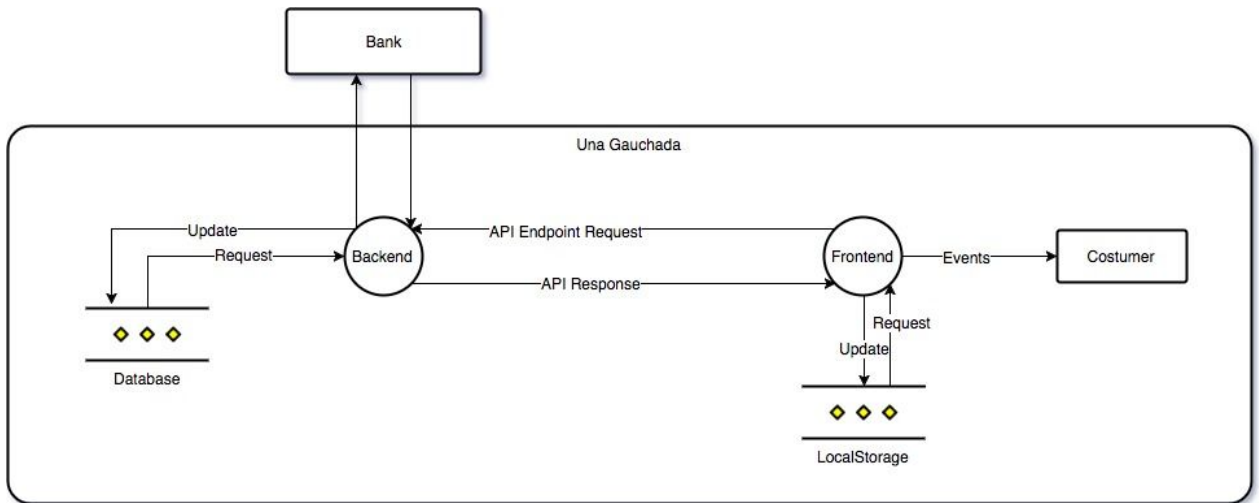 Bank
Una Gauchada
Update
API Endpoint Request
Request
Backend
Frontend
Events
Costumer
API Response
Request
Update
Database
LocalStorage